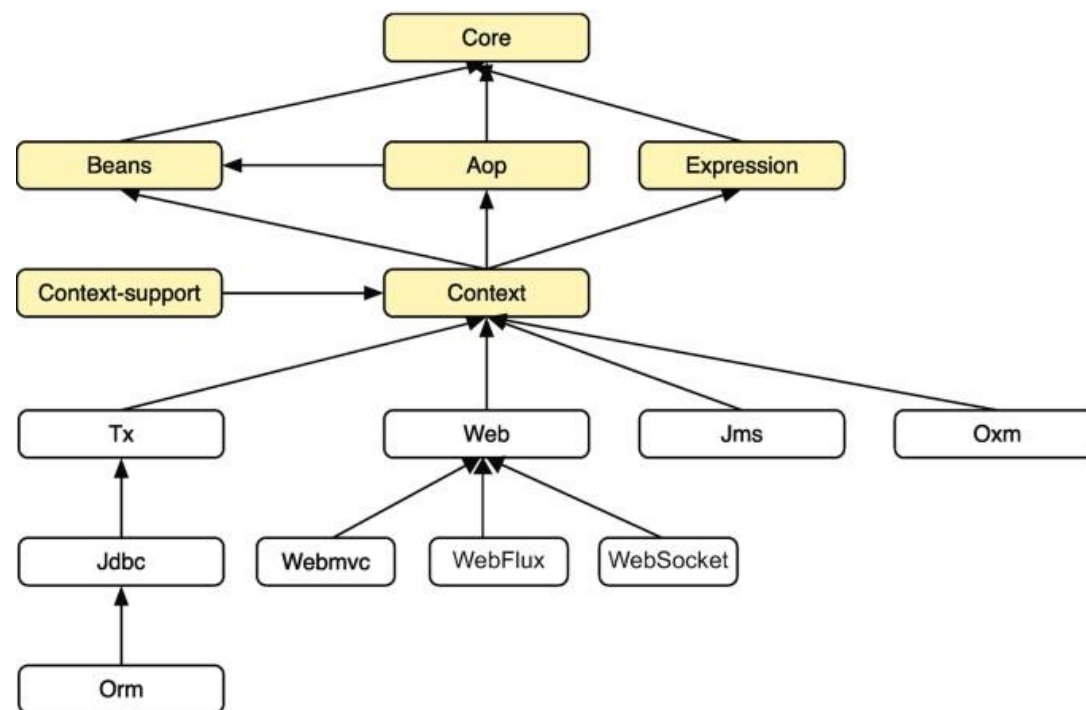 Core
Beans
Aop
Expression
Context-support
Context
Tx
Web
Jms
Oxm
Jdbc
Webmvc
WebFlux
WebSocket
Orm